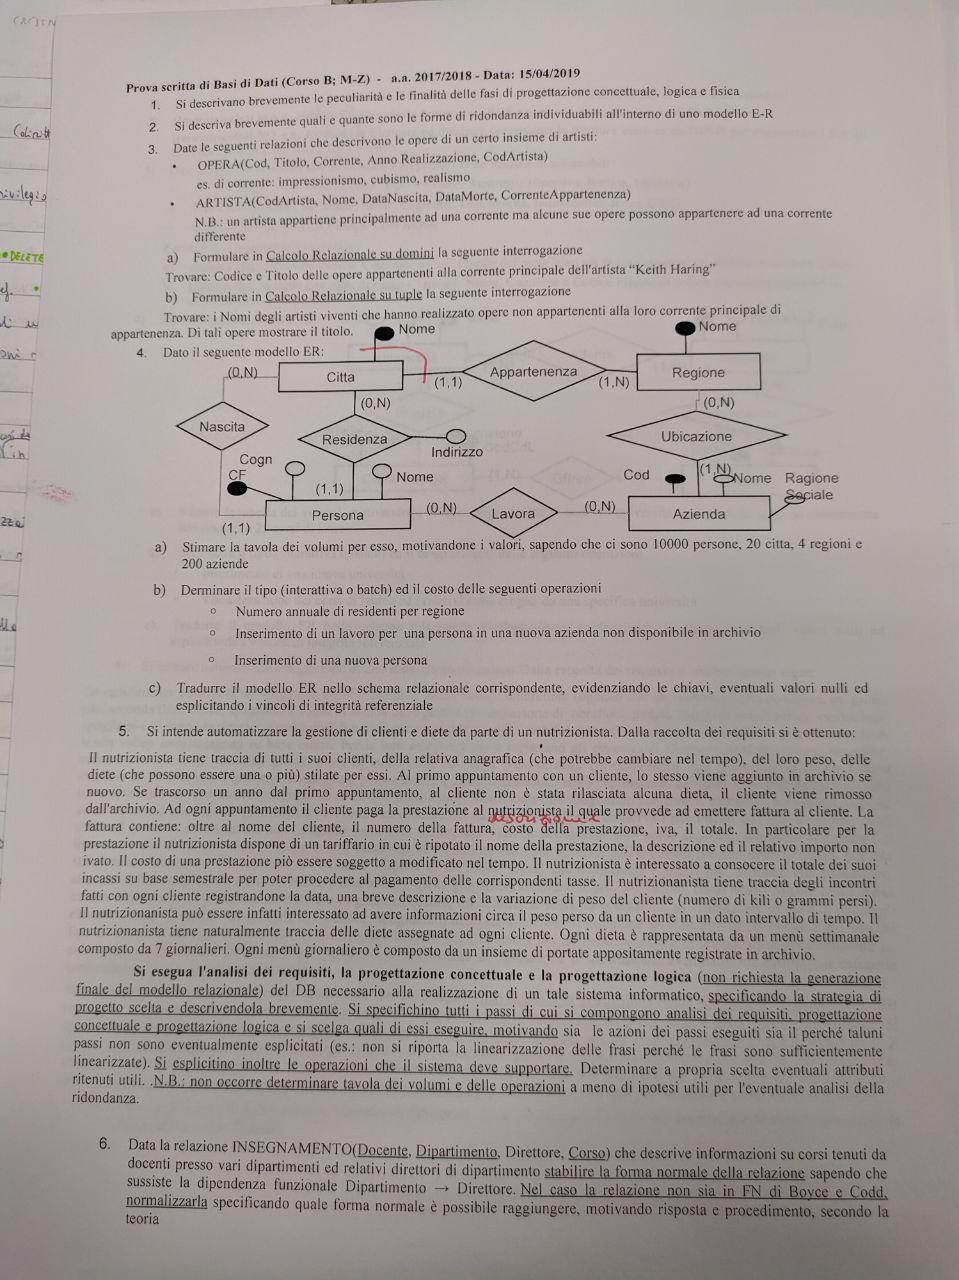 Prova scritta di Basi di Dati (Corso B; M-Z) - a.a. 2017/2018 - Data: 15/04/2019
1. Si descrivano brevemente le peculiarità e le finalità delle fasi di progettazione concettuale, logica e fisica
2. Si descriva brevemente quali e quante sono le forme di ridondanza individuabili all'interno di uno modello E-R
3. Date le seguenti relazioni che descrivono le opere di un certo insieme di artisti:
• OPERA(Cod, Titolo, Corrente, Anno Realizzazione, CodArtista)
es. di corrente: impressionismo, cubismo, realismo
• ARTISTA(CodArtista, Nome, DataNascita, DataMorte, CorrenteAppartenenza)
N.B.: un artista appartiene principalmente ad una corrente ma alcune sue opere possono appartenere ad una corrente
differente
a) Formulare in Calcolo Relazionale su domini la seguente interrogazione
Trovare: Codice e Titolo delle opere appartenenti alla corrente principale dell'artista “Keith Haring”
b) Formulare in Calcolo Relazionale su tuple la seguente interrogazione
Trovare: i Nomi degli artisti viventi che hanno realizzato opere non appartenenti alla loro corrente principale di
appartenenza. Di tali opere mostrare il titolo.
Nome
Nome
4. Dato il seguente modello ER:
(0,N)
Citta
(1,1)
Appartenenza
(1,N)
Regione
(0,N)
(0,N)
Nascita
Residenza
Indirizzo
Ubicazione
Cogn
CF
(1,1)
Nome
Cod
(1,N)
Nome
Ragione
Sociale
Persona
(0,N)
Lavora
(0,N)
Azienda
(1,1)
a) Stimare la tavola dei volumi per esso, motivandone i valori, sapendo che ci sono 10000 persone, 20 citta, 4 regioni e
200 aziende
b) Derminare il tipo (interattiva o batch) ed il costo delle seguenti operazioni
○ Numero annuale di residenti per regione
○ Inserimento di un lavoro per una persona in una nuova azienda non disponibile in archivio
○ Inserimento di una nuova persona
c) Tradurre il modello ER nello schema relazionale corrispondente, evidenziando le chiavi, eventuali valori nulli ed
esplicitando i vincoli di integrità referenziale
5. Si intende automatizzare la gestione di clienti e diete da parte di un nutrizionista. Dalla raccolta dei requisiti si è ottenuto:
Il nutrizionista tiene traccia di tutti i suoi clienti, della relativa anagrafica (che potrebbe cambiare nel tempo), del loro peso, delle
diete (che possono essere una o più) stilate per essi. Al primo appuntamento con un cliente, lo stesso viene aggiunto in archivio se
nuovo. Se trascorso un anno dal primo appuntamento, al cliente non è stata rilasciata alcuna dieta, il cliente viene rimosso
dall'archivio. Ad ogni appuntamento il cliente paga la prestazione al nutrizionista il quale provvede ad emettere fattura al cliente. La
descrizione
fattura contiene: oltre al nome del cliente, il numero della fattura, costo della prestazione, iva, il totale. In particolare per la
prestazione il nutrizionista dispone di un tariffario in cui è ripotato il nome della prestazione, la descrizione ed il relativo importo non
ivato. Il costo di una prestazione piò essere soggetto a modificato nel tempo. Il nutrizionista è interessato a consocere il totale dei suoi
incassi su base semestrale per poter procedere al pagamento delle corrispondenti tasse. Il nutrizionanista tiene traccia degli incontri
fatti con ogni cliente registrandone la data, una breve descrizione e la variazione di peso del cliente (numero di kili o grammi persi).
Il nutrizionanista può essere infatti interessato ad avere informazioni circa il peso perso da un cliente in un dato intervallo di tempo. Il
nutrizionanista tiene naturalmente traccia delle diete assegnate ad ogni cliente. Ogni dieta è rappresentata da un menù settimanale
composto da 7 giornalieri. Ogni menù giornaliero è composto da un insieme di portate appositamente registrate in archivio.
Si esegua l'analisi dei requisiti, la progettazione concettuale e la progettazione logica (non richiesta la generazione
finale del modello relazionale) del DB necessario alla realizzazione di un tale sistema informatico, specificando la strategia di
progetto scelta e descrivendola brevemente. Si specifichino tutti i passi di cui si compongono analisi dei requisiti, progettazione
concettuale e progettazione logica e si scelga quali di essi eseguire, motivando sia le azioni dei passi eseguiti sia il perché taluni
passi non sono eventualmente esplicitati (es.: non si riporta la linearizzazione delle frasi perché le frasi sono sufficientemente
linearizzate). Si esplicitino inoltre le operazioni che il sistema deve supportare. Determinare a propria scelta eventuali attributi
ritenuti utili. .N.B.: non occorre determinare tavola dei volumi e delle operazioni a meno di ipotesi utili per l'eventuale analisi della
ridondanza.
6. Data la relazione INSEGNAMENTO(Docente, Dipartimento, Direttore, Corso) che descrive informazioni su corsi tenuti da
docenti presso vari dipartimenti ed relativi direttori di dipartimento stabilire la forma normale della relazione sapendo che
sussiste la dipendenza funzionale Dipartimento → Direttore. Nel caso la relazione non sia in FN di Boyce e Codd,
normalizzarla specificando quale forma normale è possibile raggiungere, motivando risposta e procedimento, secondo la
teoria
• DELETE